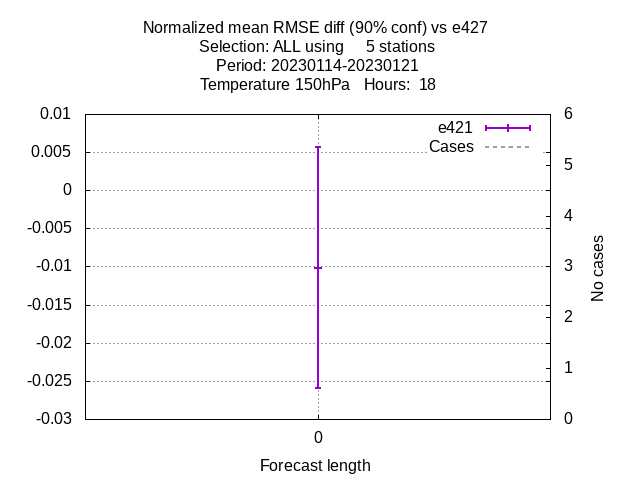 Normalized mean RMSE diff (90% conf) vs e427
Selection: ALL using     5 stations
Period: 20230114-20230121
Temperature 150hPa   Hours:  18
0.01
0.005
0
-0.005
-0.01
-0.015
-0.02
-0.025
-0.03
e421
Cases
6
5
4
3
2
1
0
No cases
0
Forecast length